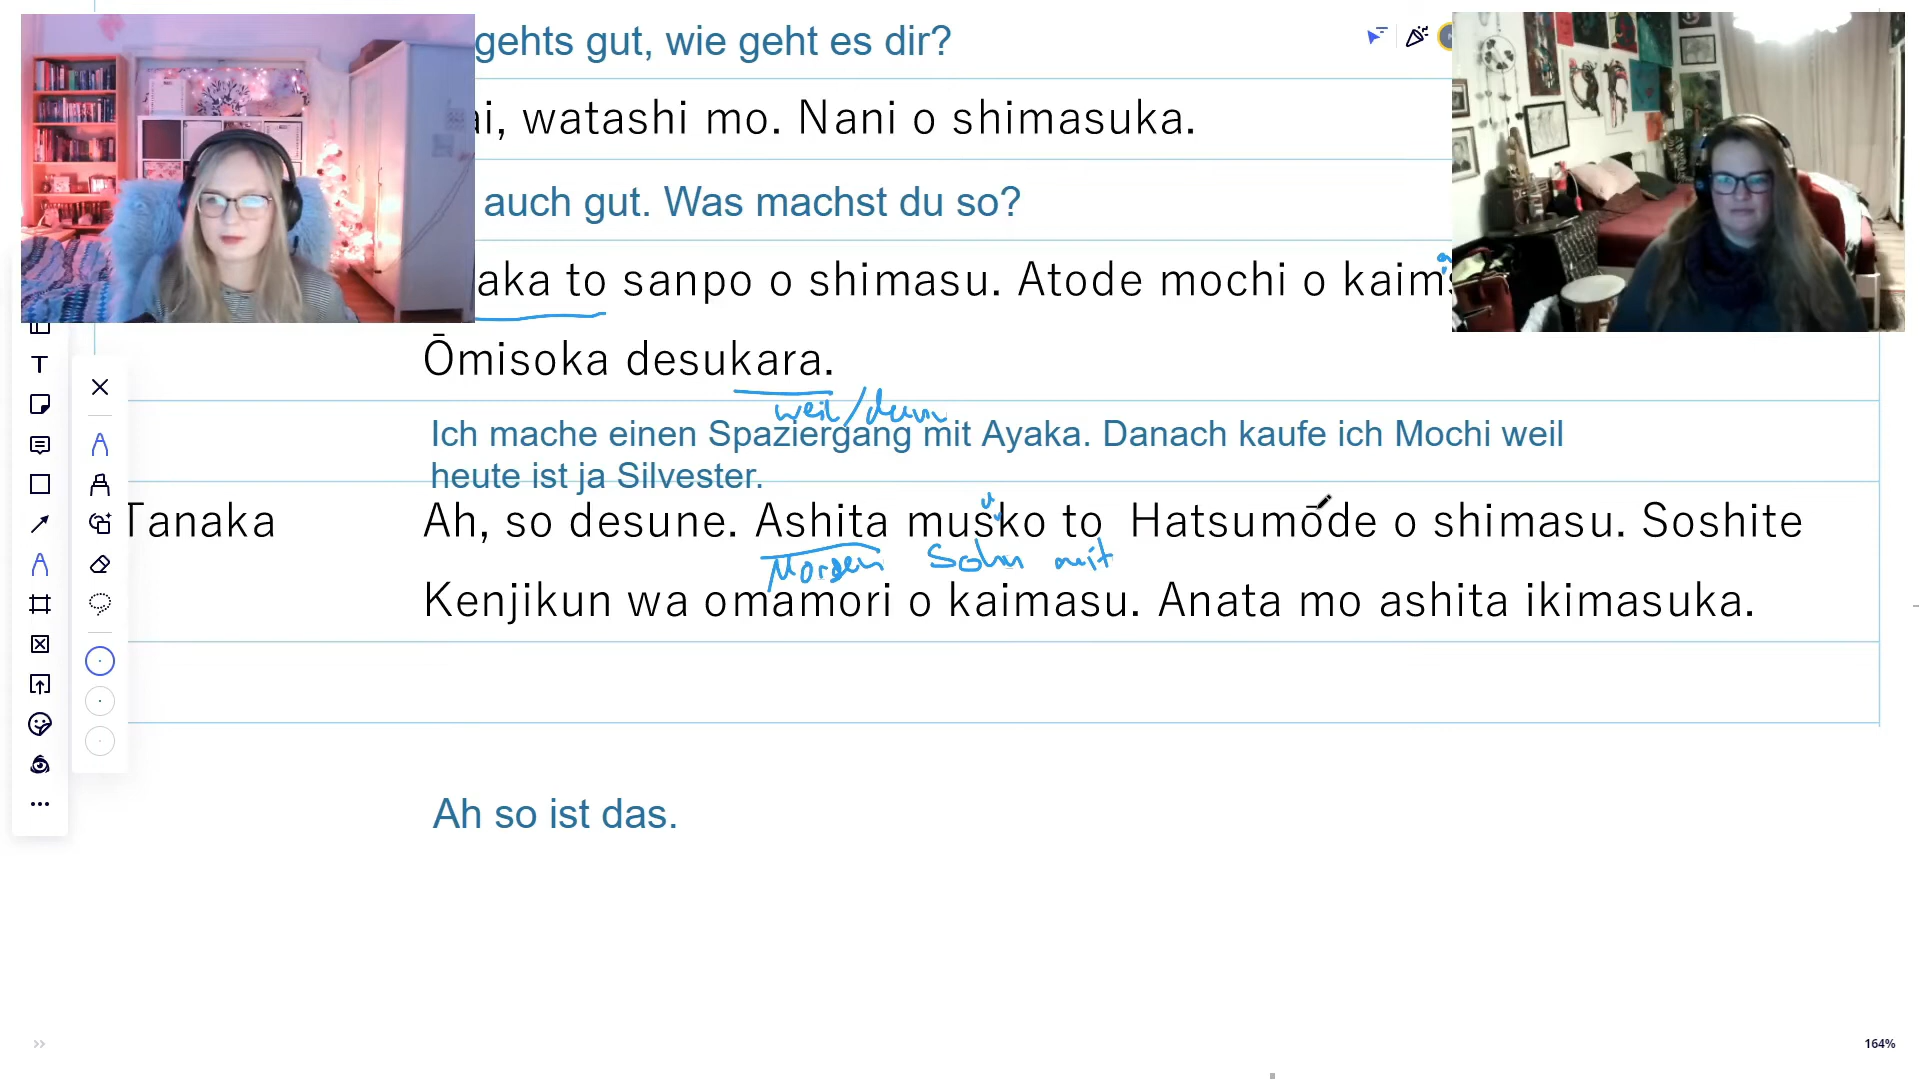 gehts gut, wie geht es dir?
ai, watashi mo. Nani o shimasuka.
auch gut. Was machst du so?
aka to sanpo o shimasu. Atode mochi o kaim
a
Ōmisoka desukara.
weil/denn
Ich mache einen Spaziergang mit Ayaka. Danach kaufe ich Mochi weil
heute ist ja Silvester.
Tanaka Ah, so desune. Ashita musko to Hatsumōde o shimasu. Soshite
Morgen Sohn mit
Kenjikun wa omamori o kaimasu. Anata mo ashita ikimasuka.
Ah so ist das.
164%